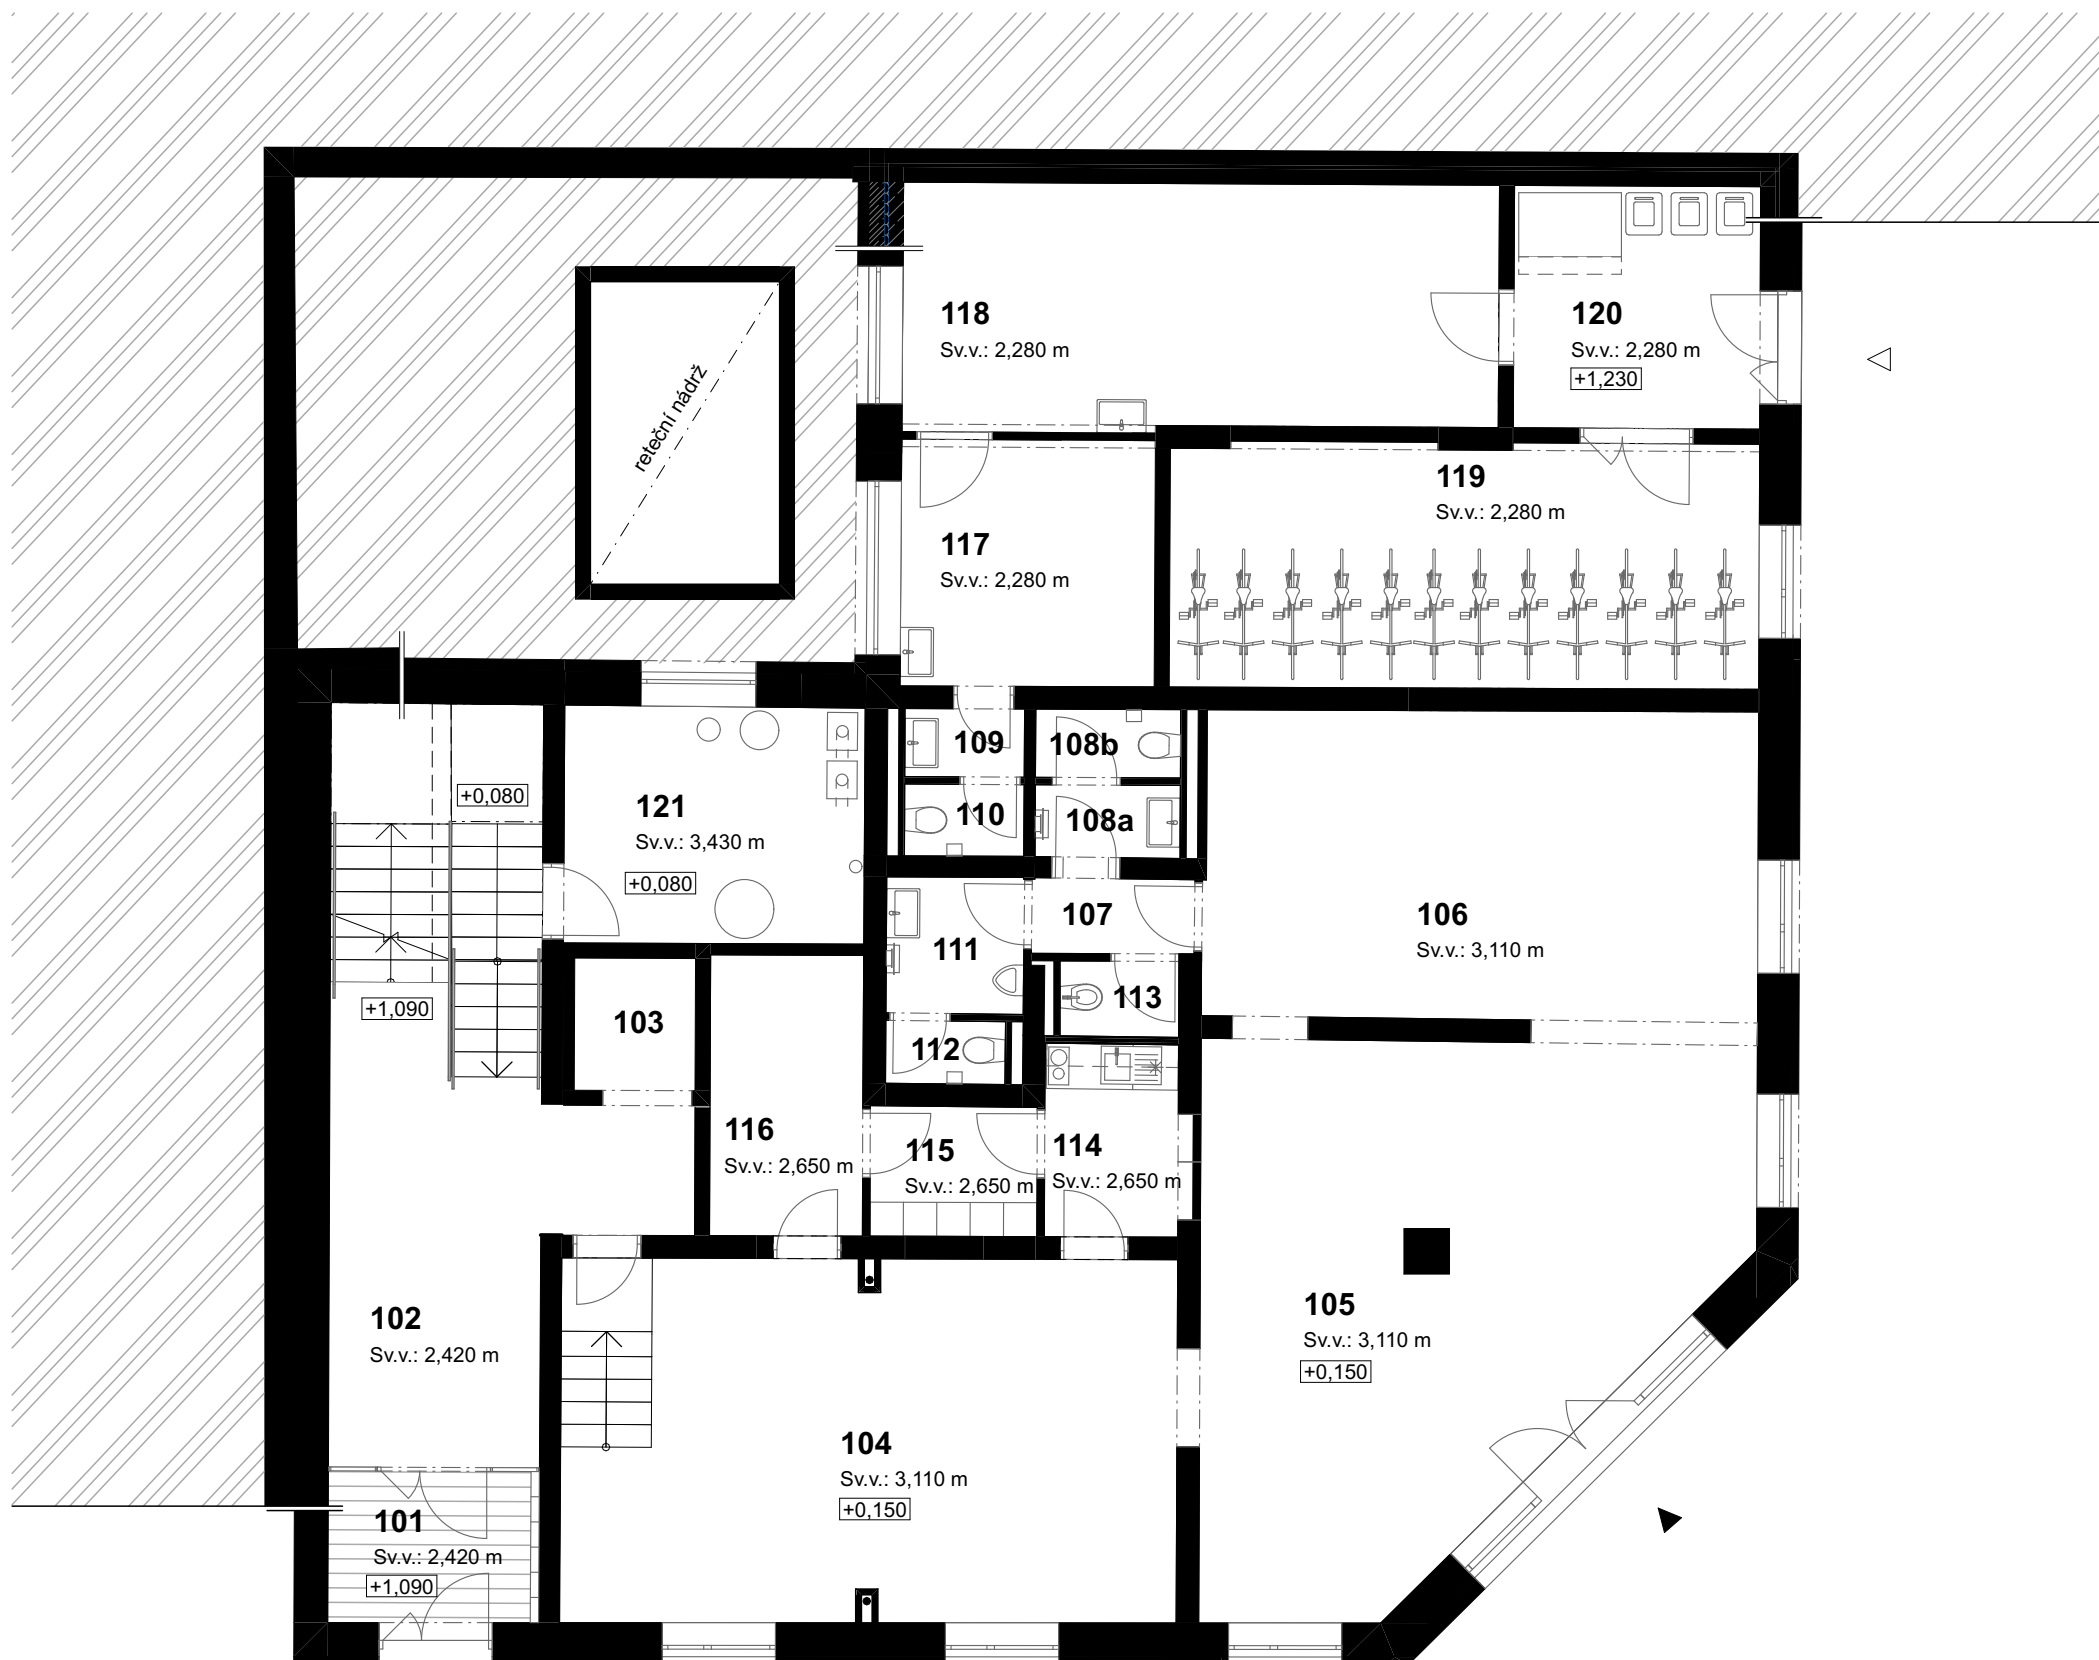 118
Sv.v.: 2,280 m
120
Sv.v.: 2,280 m
+1,230
reteční nádrž
119
Sv.v.: 2,280 m
117
Sv.v.: 2,280 m
109
108b
+0,080
121
Sv.v.: 3,430 m
+0,080
110
108a
107
106
Sv.v.: 3,110 m
111
113
+1,090
103
112
116
Sv.v.: 2,650 m
115
Sv.v.: 2,650 m
114
Sv.v.: 2,650 m
102
Sv.v.: 2,420 m
105
Sv.v.: 3,110 m
+0,150
104
Sv.v.: 3,110 m
+0,150
101
Sv.v.: 2,420 m
+1,090